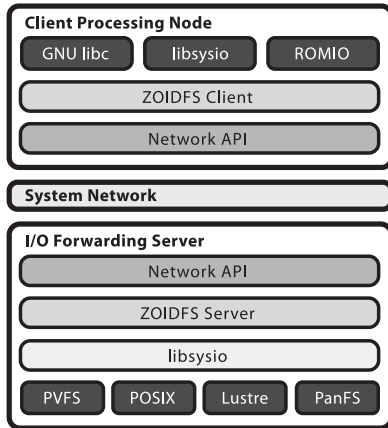 Client Processing Node
GNU libc libsysio ROMIO
ZOIDFS Client
Network API
System Network
I/O Forwarding Server
Network API
ZOIDFS Server
libsysio
PVFS POSIX Lustre PanFS